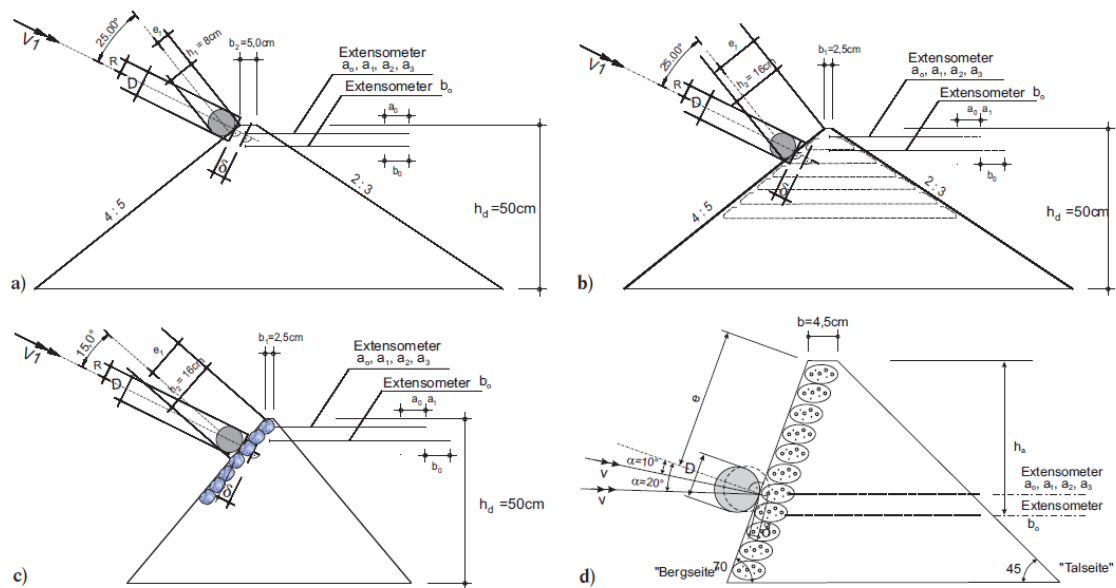 a)
V1
25.00°
R
D
e₁
h₁ = 8cm
b₂=5,0cm
Extensometer
a₀, a₁, a₂, a₃
Extensometer b₀
a₀
b₀
δ
4 : 5
2:3
h_d =50cm
b)
V1
25.00°
R
D
e₁
h₂ = 16cm
b₁=2,5cm
Extensometer
a₀, a₁, a₂, a₃
Extensometer b₀
a₀ a₁
b₀
δ
4 : 5
2:3
h_d =50cm
c)
V1
15,0°
R
D
e₁
h₂ = 16cm
b₁=2,5cm
Extensometer
a₀, a₁, a₂, a₃
Extensometer b₀
a₀ a₁
b₀
δ
h_d =50cm
d)
b=4,5cm
e
α=10°
α=20°
v
v
D
δ
hₐ
Extensometer
a₀, a₁, a₂, a₃
Extensometer
b₀
"Bergseite"
70
45
"Talseite"